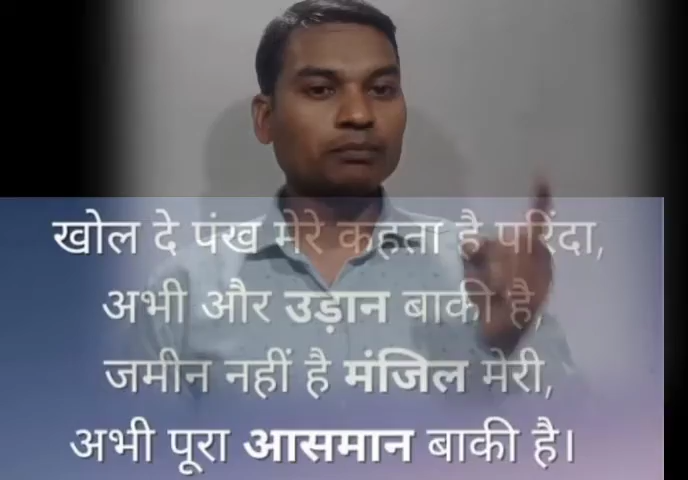 खोल दे पंख मेरे कहता है परिंदा,
अभी और उड़ान बाकी है,
जमीन नहीं है मंजिल मेरी,
अभी पूरा आसमान बाकी है।